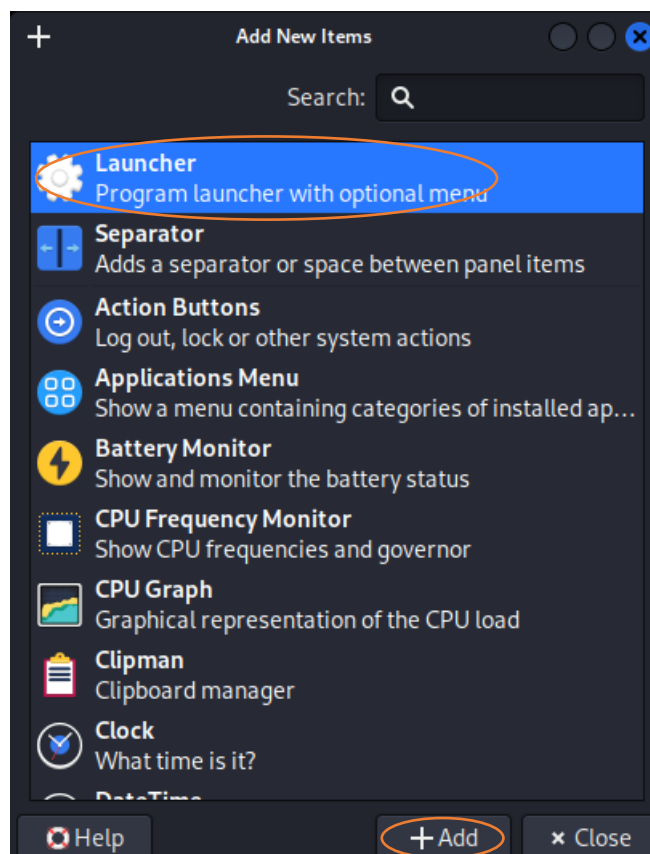 Add New Items
Search:
Launcher
Program launcher with optional menu
Separator
Adds a separator or space between panel items
Action Buttons
Log out, lock or other system actions
Applications Menu
Show a menu containing categories of installed ap...
Battery Monitor
Show and monitor the battery status
CPU Frequency Monitor
Show CPU frequencies and governor
CPU Graph
Graphical representation of the CPU load
Clipman
Clipboard manager
Clock
What time is it?
DateTime
Help
Add
Close